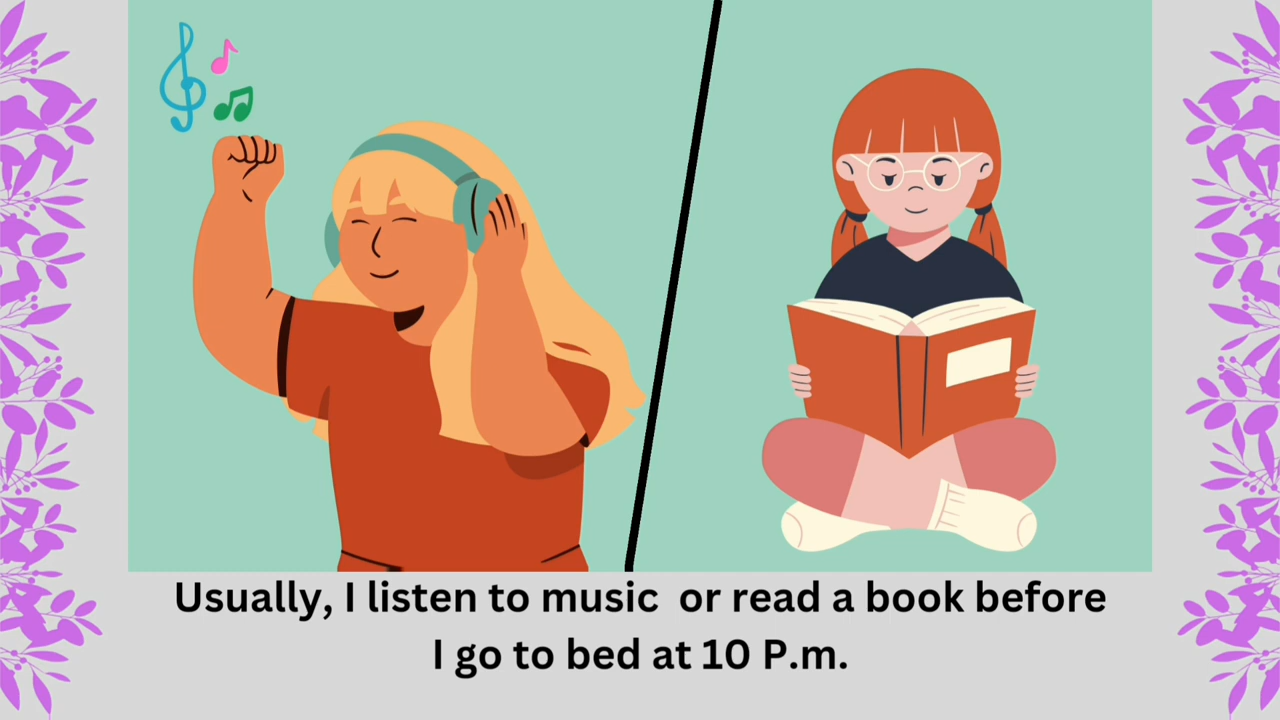 Usually, I listen to music  or read a book before
I go to bed at 10 P.m.